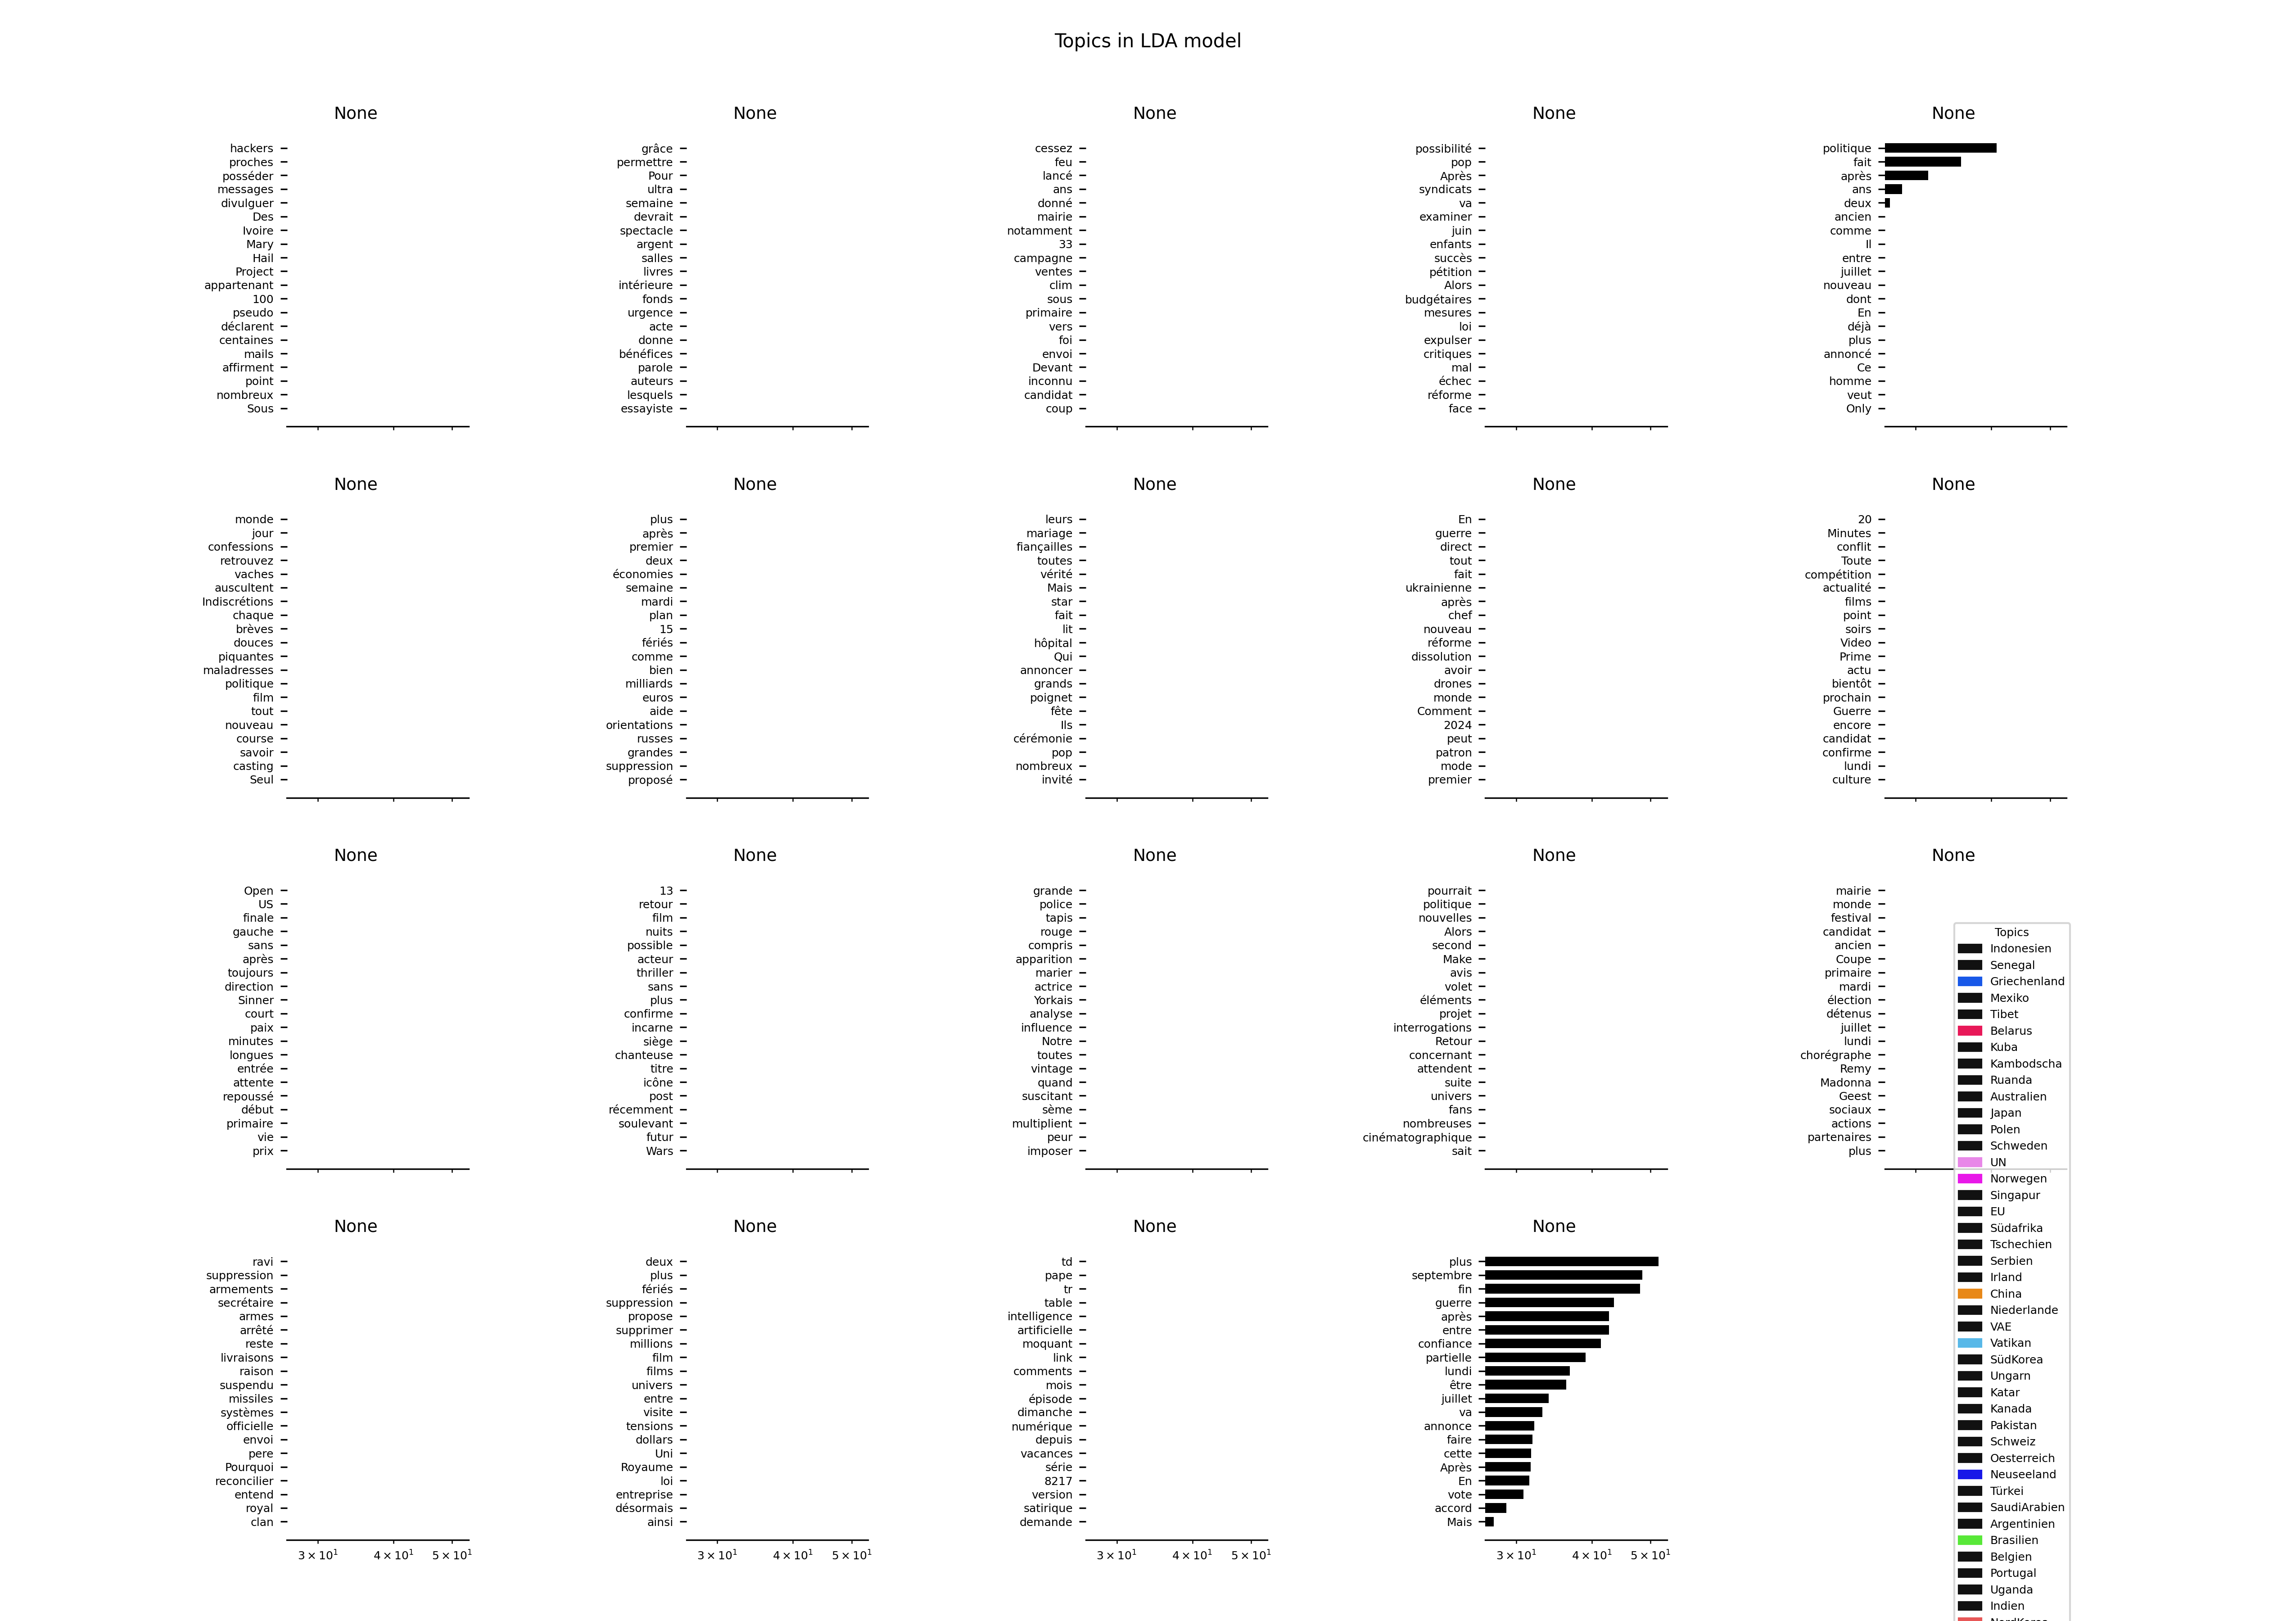 Topics in LDA model
None
hackers
proches
posséder
messages
divulguer
Des
Ivoire
Mary
Hail
Project
appartenant
100
pseudo
déclarent
centaines
mails
affirment
point
nombreux
Sous
None
grâce
permettre
Pour
ultra
semaine
devrait
spectacle
argent
salles
livres
intérieure
fonds
urgence
acte
donne
bénéfices
parole
auteurs
lesquels
essayiste
None
cessez
feu
lancé
ans
donné
mairie
notamment
33
campagne
ventes
clim
sous
primaire
vers
foi
envoi
Devant
inconnu
candidat
coup
None
possibilité
pop
Après
syndicats
va
examiner
juin
enfants
succès
pétition
Alors
budgétaires
mesures
loi
expulser
critiques
mal
échec
réforme
face
None
politique
fait
après
ans
deux
ancien
comme
Il
entre
juillet
nouveau
dont
En
déjà
plus
annoncé
Ce
homme
veut
Only
None
monde
jour
confessions
retrouvez
vaches
auscultent
Indiscrétions
chaque
brèves
douces
piquantes
maladresses
politique
film
tout
nouveau
course
savoir
casting
Seul
None
plus
après
premier
deux
économies
semaine
mardi
plan
15
fériés
comme
bien
milliards
euros
aide
orientations
russes
grandes
suppression
proposé
None
leurs
mariage
fiançailles
toutes
vérité
Mais
star
fait
lit
hôpital
Qui
annoncer
grands
poignet
fête
Ils
cérémonie
pop
nombreux
invité
None
En
guerre
direct
tout
fait
ukrainienne
après
chef
nouveau
réforme
dissolution
avoir
drones
monde
Comment
2024
peut
patron
mode
premier
None
20
Minutes
conflit
Toute
compétition
actualité
films
point
soirs
Video
Prime
actu
bientôt
prochain
Guerre
encore
candidat
confirme
lundi
culture
None
Open
US
finale
gauche
sans
après
toujours
direction
Sinner
court
paix
minutes
longues
entrée
attente
repoussé
début
primaire
vie
prix
None
13
retour
film
nuits
possible
acteur
thriller
sans
plus
confirme
incarne
siège
chanteuse
titre
icône
post
récemment
soulevant
futur
Wars
None
grande
police
tapis
rouge
compris
apparition
marier
actrice
Yorkais
analyse
influence
Notre
toutes
vintage
quand
suscitant
sème
multiplient
peur
imposer
None
pourrait
politique
nouvelles
Alors
second
Make
avis
volet
éléments
projet
interrogations
Retour
concernant
attendent
suite
univers
fans
nombreuses
cinématographique
sait
None
mairie
monde
festival
candidat
ancien
Coupe
primaire
mardi
élection
détenus
juillet
lundi
chorégraphe
Remy
Madonna
Geest
sociaux
actions
partenaires
plus
None
ravi
suppression
armements
secrétaire
armes
arrêté
reste
livraisons
raison
suspendu
missiles
systèmes
officielle
envoi
pere
Pourquoi
reconcilier
entend
royal
clan
3 × 10¹ 4 × 10¹ 5 × 10¹
None
deux
plus
fériés
suppression
propose
supprimer
millions
film
films
univers
entre
visite
tensions
dollars
Uni
Royaume
loi
entreprise
désormais
ainsi
3 × 10¹ 4 × 10¹ 5 × 10¹
None
td
pape
tr
table
intelligence
artificielle
moquant
link
comments
mois
épisode
dimanche
numérique
depuis
vacances
série
8217
version
satirique
demande
3 × 10¹ 4 × 10¹ 5 × 10¹
None
plus
septembre
fin
guerre
après
entre
confiance
partielle
lundi
être
juillet
va
annonce
faire
cette
Après
En
vote
accord
Mais
3 × 10¹ 4 × 10¹ 5 × 10¹
Topics
Indonesien
Senegal
Griechenland
Mexiko
Tibet
Belarus
Kuba
Kambodscha
Ruanda
Australien
Japan
Polen
Schweden
UN
Norwegen
Singapur
EU
Südafrika
Tschechien
Serbien
Irland
China
Niederlande
VAE
Vatikan
SüdKorea
Ungarn
Katar
Kanada
Pakistan
Schweiz
Oesterreich
Neuseeland
Türkei
SaudiArabien
Argentinien
Brasilien
Belgien
Portugal
Uganda
Indien